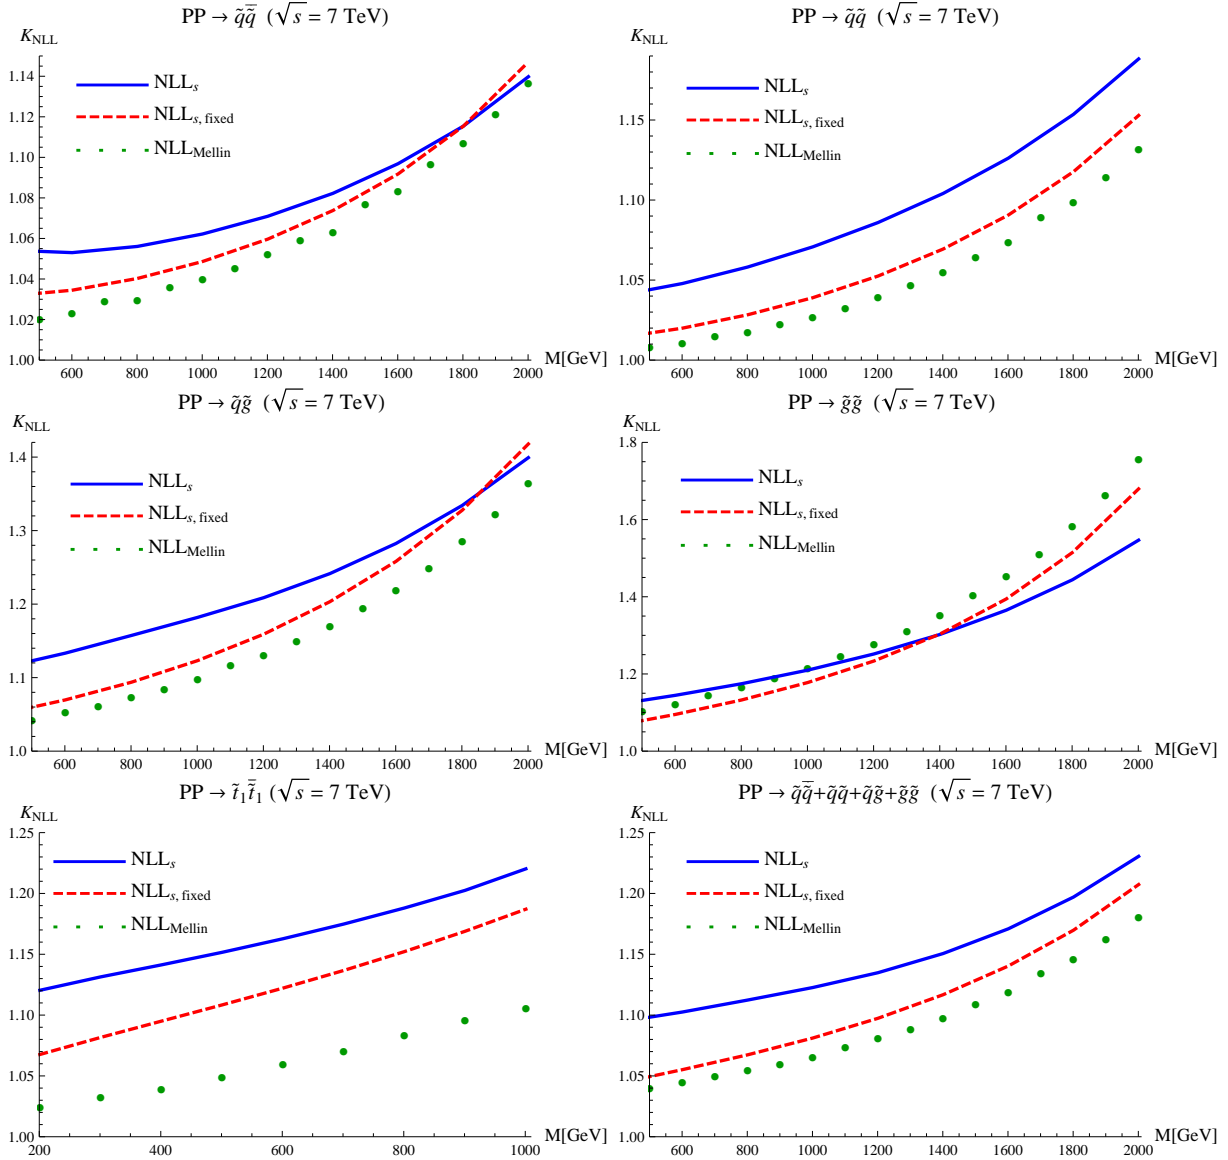 PP → q̃q̃̅ (√s = 7 TeV)
K_NLL
NLL_s
NLL_s, fixed
NLL_Mellin
1.14
1.12
1.10
1.08
1.06
1.04
1.02
1.00
600 800 1000 1200 1400 1600 1800 2000
M[GeV]
PP → q̃q̃ (√s = 7 TeV)
K_NLL
NLL_s
NLL_s, fixed
NLL_Mellin
1.15
1.10
1.05
1.00
600 800 1000 1200 1400 1600 1800 2000
M[GeV]
PP → q̃g̃ (√s = 7 TeV)
K_NLL
NLL_s
NLL_s, fixed
NLL_Mellin
1.4
1.3
1.2
1.1
1.0
600 800 1000 1200 1400 1600 1800 2000
M[GeV]
PP → g̃g̃ (√s = 7 TeV)
K_NLL
NLL_s
NLL_s, fixed
NLL_Mellin
1.8
1.6
1.4
1.2
1.0
600 800 1000 1200 1400 1600 1800 2000
M[GeV]
PP → t̃₁t̃̅₁ (√s = 7 TeV)
K_NLL
NLL_s
NLL_s, fixed
NLL_Mellin
1.25
1.20
1.15
1.10
1.05
1.00
200 400 600 800 1000
M[GeV]
PP → q̃q̃̅+q̃q̃+q̃g̃+g̃g̃ (√s = 7 TeV)
K_NLL
NLL_s
NLL_s, fixed
NLL_Mellin
1.25
1.20
1.15
1.10
1.05
1.00
600 800 1000 1200 1400 1600 1800 2000
M[GeV]